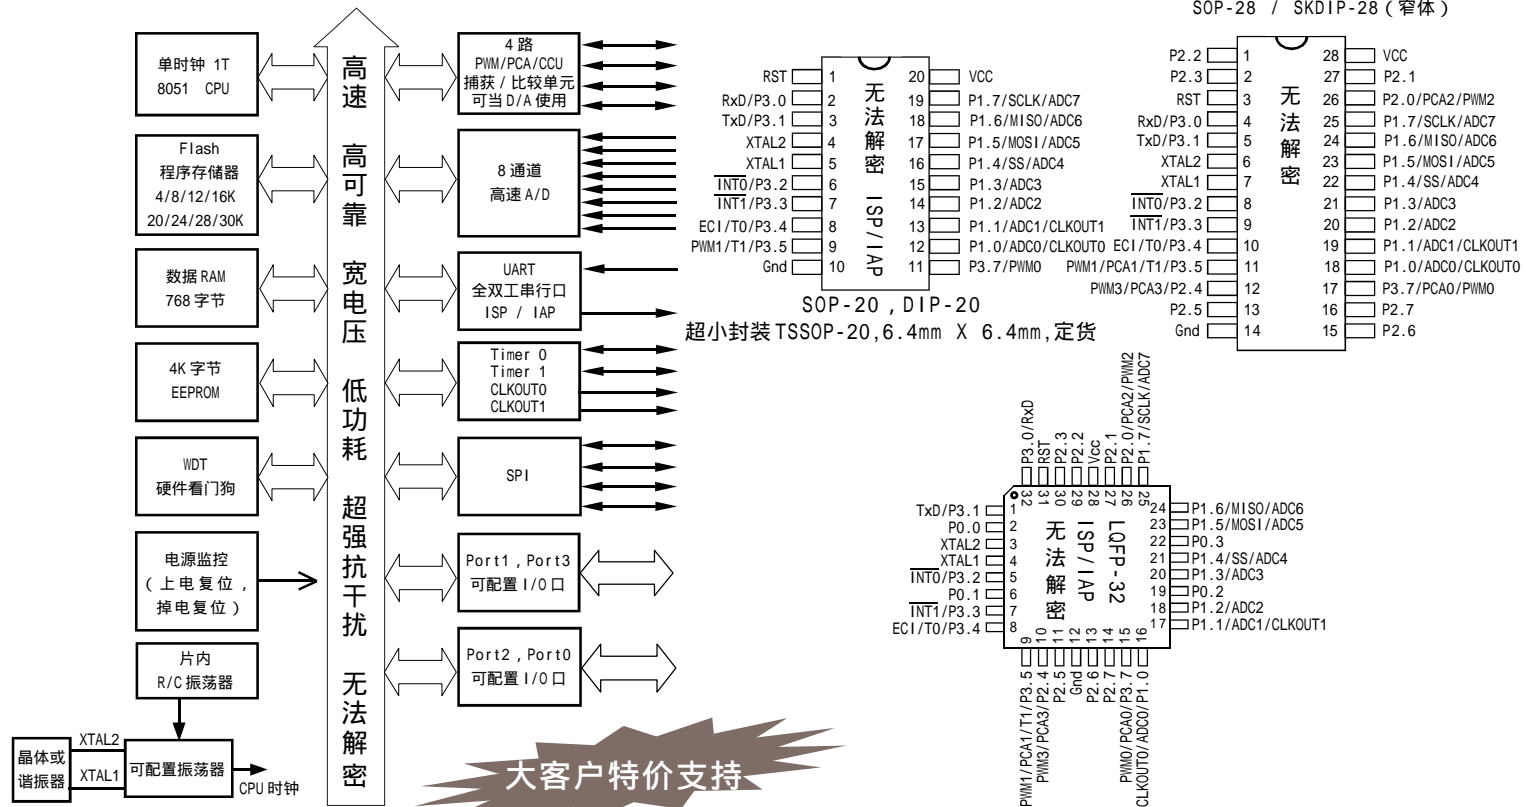 单时钟 1T
8051 CPU
Flash
程序存储器
4/8/12/16K
20/24/28/30K
数据 RAM
768 字节
4K 字节
EEPROM
WDT
硬件看门狗
电源监控
(上电复位,
掉电复位)
片内
R/C 振荡器
晶体或
谐振器
XTAL2
XTAL1
可配置振荡器
CPU 时钟
高速 高可靠 宽电压 低功耗 超强抗干扰 无法解密
4 路
PWM/PCA/CCU
捕获 / 比较单元
可当 D/A 使用
8 通道
高速 A/D
UART
全双工串行口
ISP / IAP
Timer 0
Timer 1
CLKOUT0
CLKOUT1
SPI
Port1,Port3
可配置 I/O 口
Port2,Port0
可配置 I/O 口
大客户特价支持
RST 1
RxD/P3.0 2
TxD/P3.1 3
XTAL2 4
XTAL1 5
INT0/P3.2 6
INT1/P3.3 7
ECI/T0/P3.4 8
PWM1/T1/P3.5 9
Gnd 10
无法解密 ISP/IAP
20 VCC
19 P1.7/SCLK/ADC7
18 P1.6/MISO/ADC6
17 P1.5/MOSI/ADC5
16 P1.4/SS/ADC4
15 P1.3/ADC3
14 P1.2/ADC2
13 P1.1/ADC1/CLKOUT1
12 P1.0/ADC0/CLKOUT0
11 P3.7/PWM0
SOP-20,DIP-20
超小封装 TSSOP-20,6.4mm X 6.4mm,定货
SOP-28 / SKDIP-28(窄体)
P2.2 1
P2.3 2
RST 3
RxD/P3.0 4
TxD/P3.1 5
XTAL2 6
XTAL1 7
INT0/P3.2 8
INT1/P3.3 9
ECI/T0/P3.4 10
PWM1/PCA1/T1/P3.5 11
PWM3/PCA3/P2.4 12
P2.5 13
Gnd 14
无法解密
28 VCC
27 P2.1
26 P2.0/PCA2/PWM2
25 P1.7/SCLK/ADC7
24 P1.6/MISO/ADC6
23 P1.5/MOSI/ADC5
22 P1.4/SS/ADC4
21 P1.3/ADC3
20 P1.2/ADC2
19 P1.1/ADC1/CLKOUT1
18 P1.0/ADC0/CLKOUT0
17 P3.7/PCA0/PWM0
16 P2.7
15 P2.6
32 P3.0/RxD
31 RST
30 P2.3
29 P2.2
28 Vcc
27 P2.1
26 P2.0/PCA2/PWM2
25 P1.7/SCLK/ADC7
TxD/P3.1 1
P0.0 2
XTAL2 3
XTAL1 4
INT0/P3.2 5
P0.1 6
INT1/P3.3 7
ECI/T0/P3.4 8
无法解密
ISP/IAP
LQFP-32
24 P1.6/MISO/ADC6
23 P1.5/MOSI/ADC5
22 P0.3
21 P1.4/SS/ADC4
20 P1.3/ADC3
19 P0.2
18 P1.2/ADC2
17 P1.1/ADC1/CLKOUT1
PWM1/PCA1/T1/P3.5 9
PWM3/PCA3/P2.4 10
P2.5 11
Gnd 12
P2.6 13
P2.7 14
PWM0/PCA0/P3.7 15
CLKOUT0/ADC0/P1.0 16